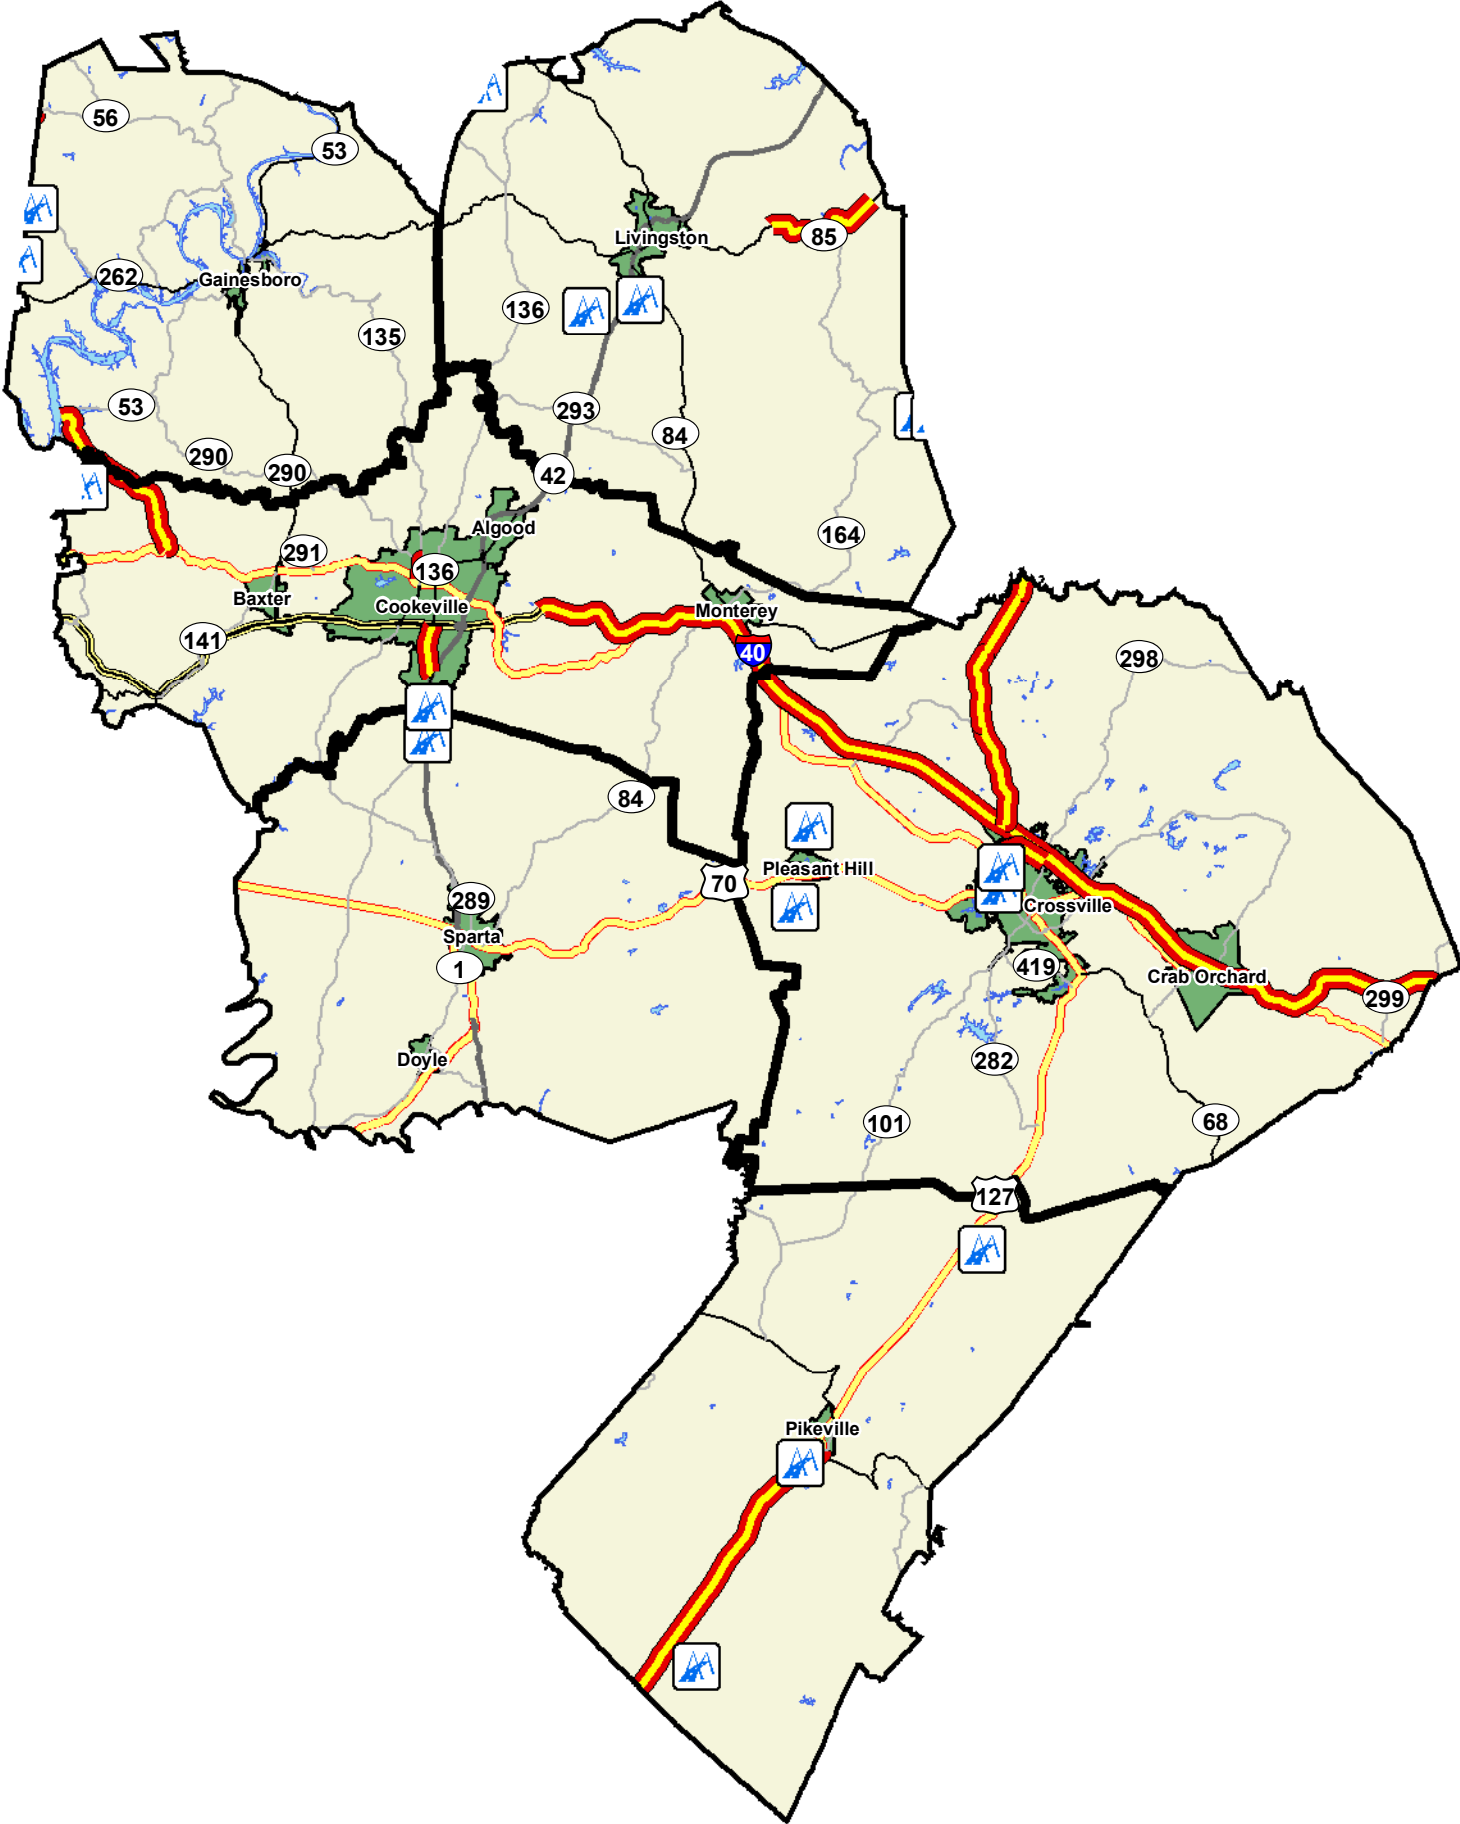 56
53
85
Livingston
262
Gainesboro
136
135
53
293
84
290
290
42
Algood
164
291
136
Baxter
Cookeville
Monterey
141
40
298
84
Pleasant Hill
70
289
Crossville
Sparta
1
419
Crab Orchard
299
Doyle
282
101
68
127
Pikeville